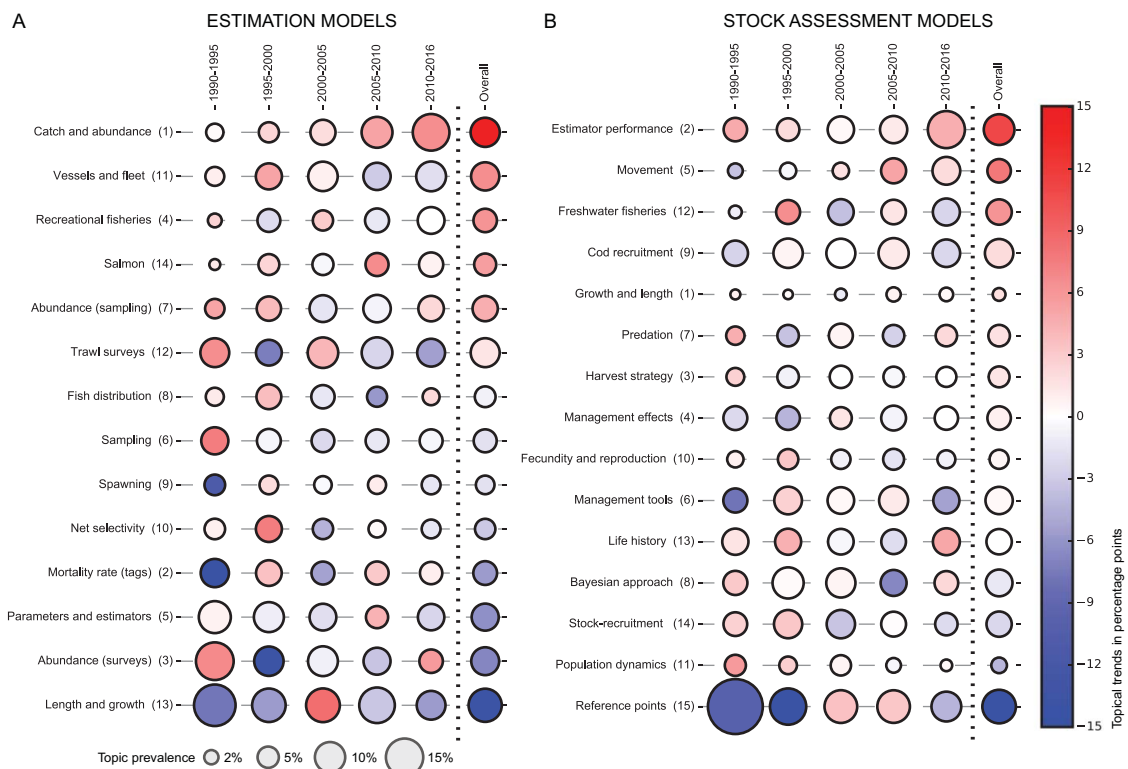 A
ESTIMATION MODELS
1990-1995
1995-2000
2000-2005
2005-2010
2010-2016
Overall
Catch and abundance (1)
Vessels and fleet (11)
Recreational fisheries (4)
Salmon (14)
Abundance (sampling) (7)
Trawl surveys (12)
Fish distribution (8)
Sampling (6)
Spawning (9)
Net selectivity (10)
Mortality rate (tags) (2)
Parameters and estimators (5)
Abundance (surveys) (3)
Length and growth (13)
Topic prevalence 2% 5% 10% 15%
B
STOCK ASSESSMENT MODELS
1990-1995
1995-2000
2000-2005
2005-2010
2010-2016
Overall
Estimator performance (2)
Movement (5)
Freshwater fisheries (12)
Cod recruitment (9)
Growth and length (1)
Predation (7)
Harvest strategy (3)
Management effects (4)
Fecundity and reproduction (10)
Management tools (6)
Life history (13)
Bayesian approach (8)
Stock-recruitment (14)
Population dynamics (11)
Reference points (15)
15
12
9
6
3
0
−3
−6
−9
−12
−15
Topical trends in percentage points